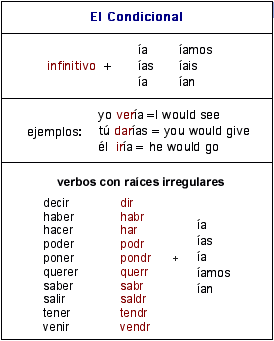 El Condicional
infinitivo + ía íamos
ías íais
ía ían
ejemplos: yo vería =I would see
tú darías = you would give
él iría = he would go
verbos con raíces irregulares
decir dir
haber habr
hacer har
poder podr
poner pondr
querer querr
saber sabr
salir saldr
tener tendr
venir vendr
+
ía
ías
ía
íamos
ían